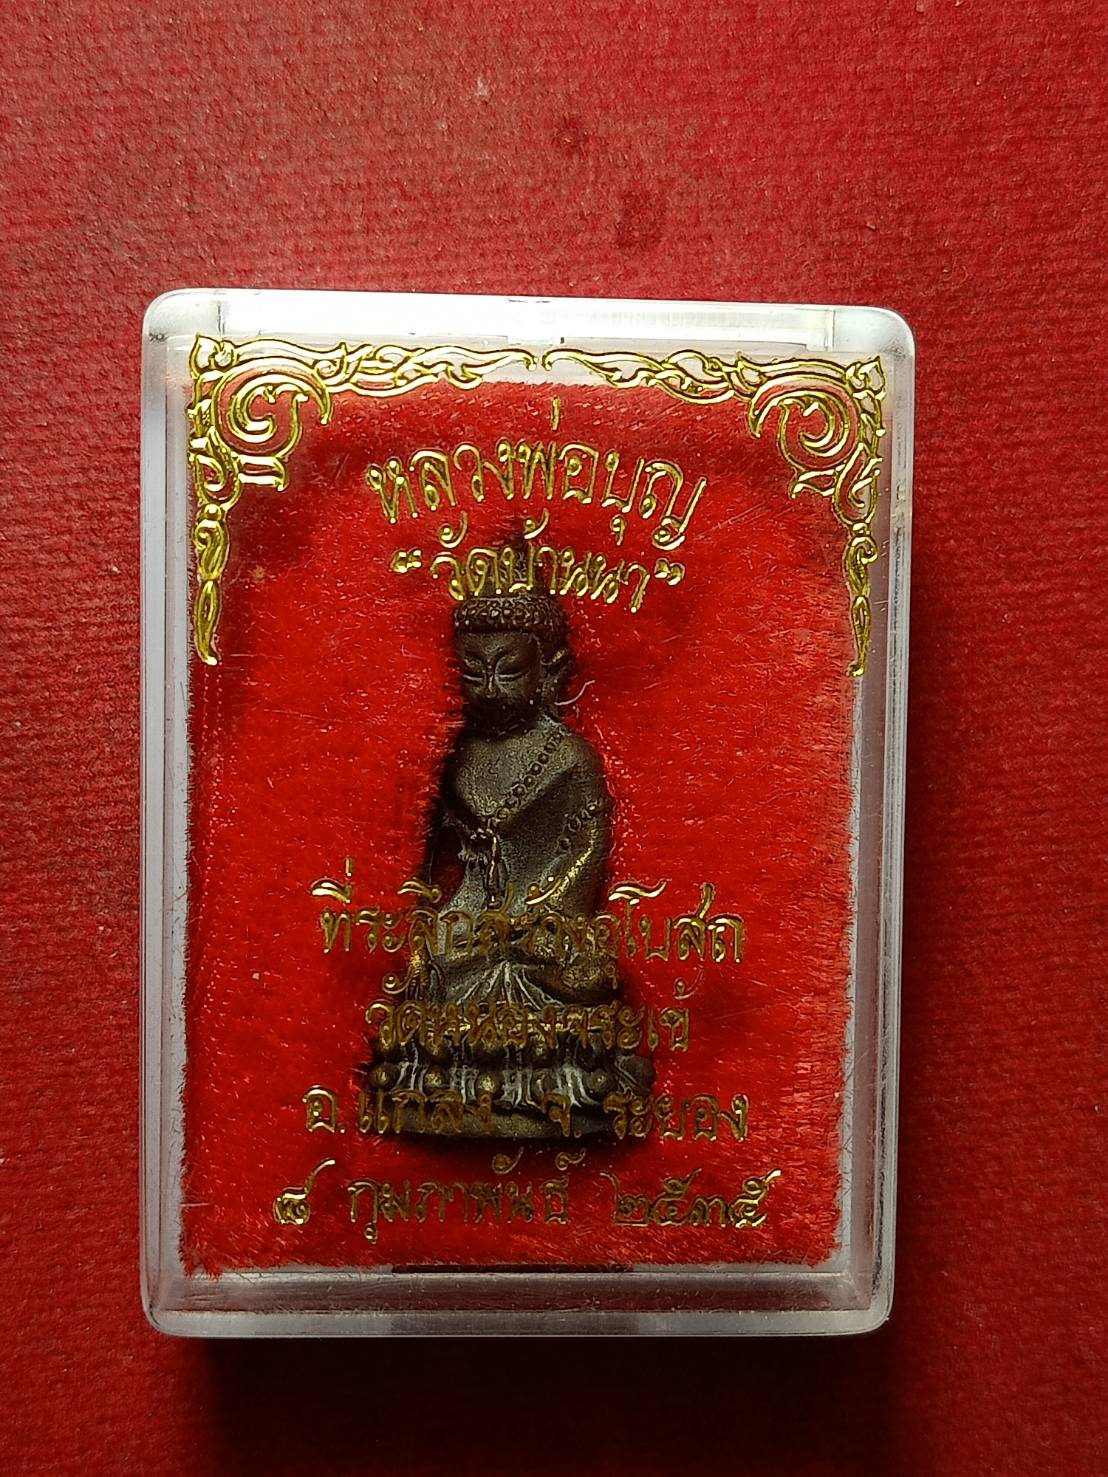 หลวงพ่อบุญ
“วัดบ้านนา”
ที่ระลึกสร้างอุโบสถ
วัดหนองจระเข้
อ.แกลง จ. ระยอง
๘ กุมภาพันธ์ ๒๕๓๕